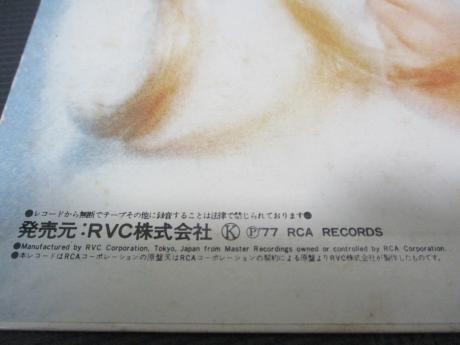 ●レコードから無断でテープその他に録音することは法律で禁じられております●
発売元:RVC株式会社 Ⓚ Ⓟ/77 RCA RECORDS
●Manufactured by RVC Corporation, Tokyo, Japan from Master Recordings owned or controlled by RCA Corporation.
●本レコードはRCAコーポレーションの原盤又はRCAコーポレーションの契約による原盤よりRVC株式会社が製作したものです。